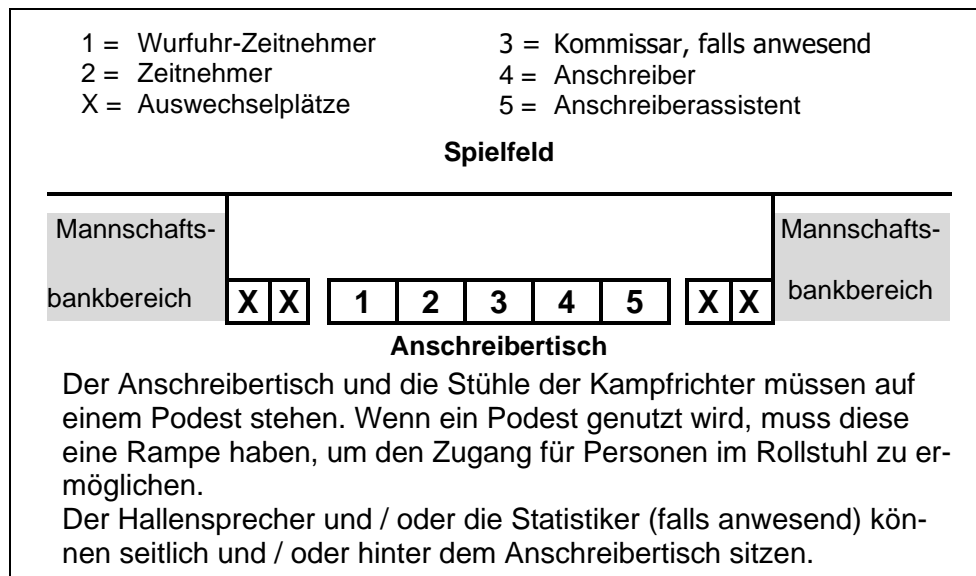 1 = Wurfuhr-Zeitnehmer 3 = Kommissar, falls anwesend
2 = Zeitnehmer 4 = Anschreiber
X = Auswechselplätze 5 = Anschreiberassistent
Spielfeld
Mannschafts- Mannschafts-
bankbereich X X 1 2 3 4 5 X X bankbereich
Anschreibertisch
Der Anschreibertisch und die Stühle der Kampfrichter müssen auf
einem Podest stehen. Wenn ein Podest genutzt wird, muss diese
eine Rampe haben, um den Zugang für Personen im Rollstuhl zu er-
möglichen.
Der Hallensprecher und / oder die Statistiker (falls anwesend) kön-
nen seitlich und / oder hinter dem Anschreibertisch sitzen.